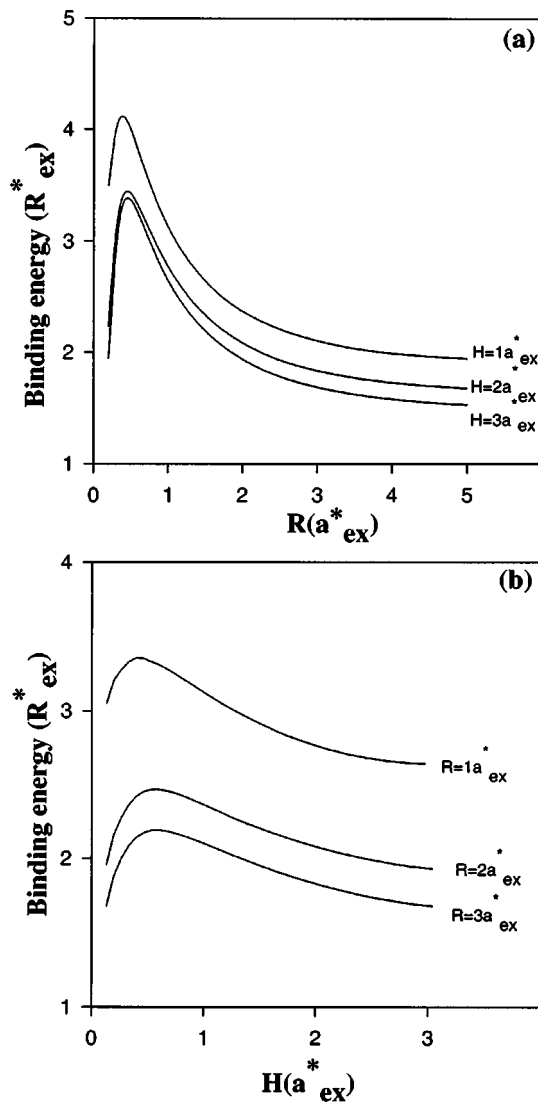 (a)
5
4
3
2
1
Binding energy (R*ex)
H=1a*ex
H=2a*ex
H=3a*ex
0 1 2 3 4 5
R(a*ex)
(b)
4
3
2
1
Binding energy (R*ex)
R=1a*ex
R=2a*ex
R=3a*ex
0 1 2 3
H(a*ex)